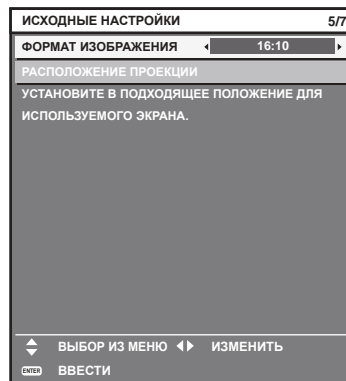 ИСХОДНЫЕ НАСТРОЙКИ 5/7
ФОРМАТ ИЗОБРАЖЕНИЯ 16:10
РАСПОЛОЖЕНИЕ ПРОЕКЦИИ
УСТАНОВИТЕ В ПОДХОДЯЩЕЕ ПОЛОЖЕНИЕ ДЛЯ
ИСПОЛЬЗУЕМОГО ЭКРАНА.
ВЫБОР ИЗ МЕНЮ ИЗМЕНИТЬ
ENTER ВВЕСТИ